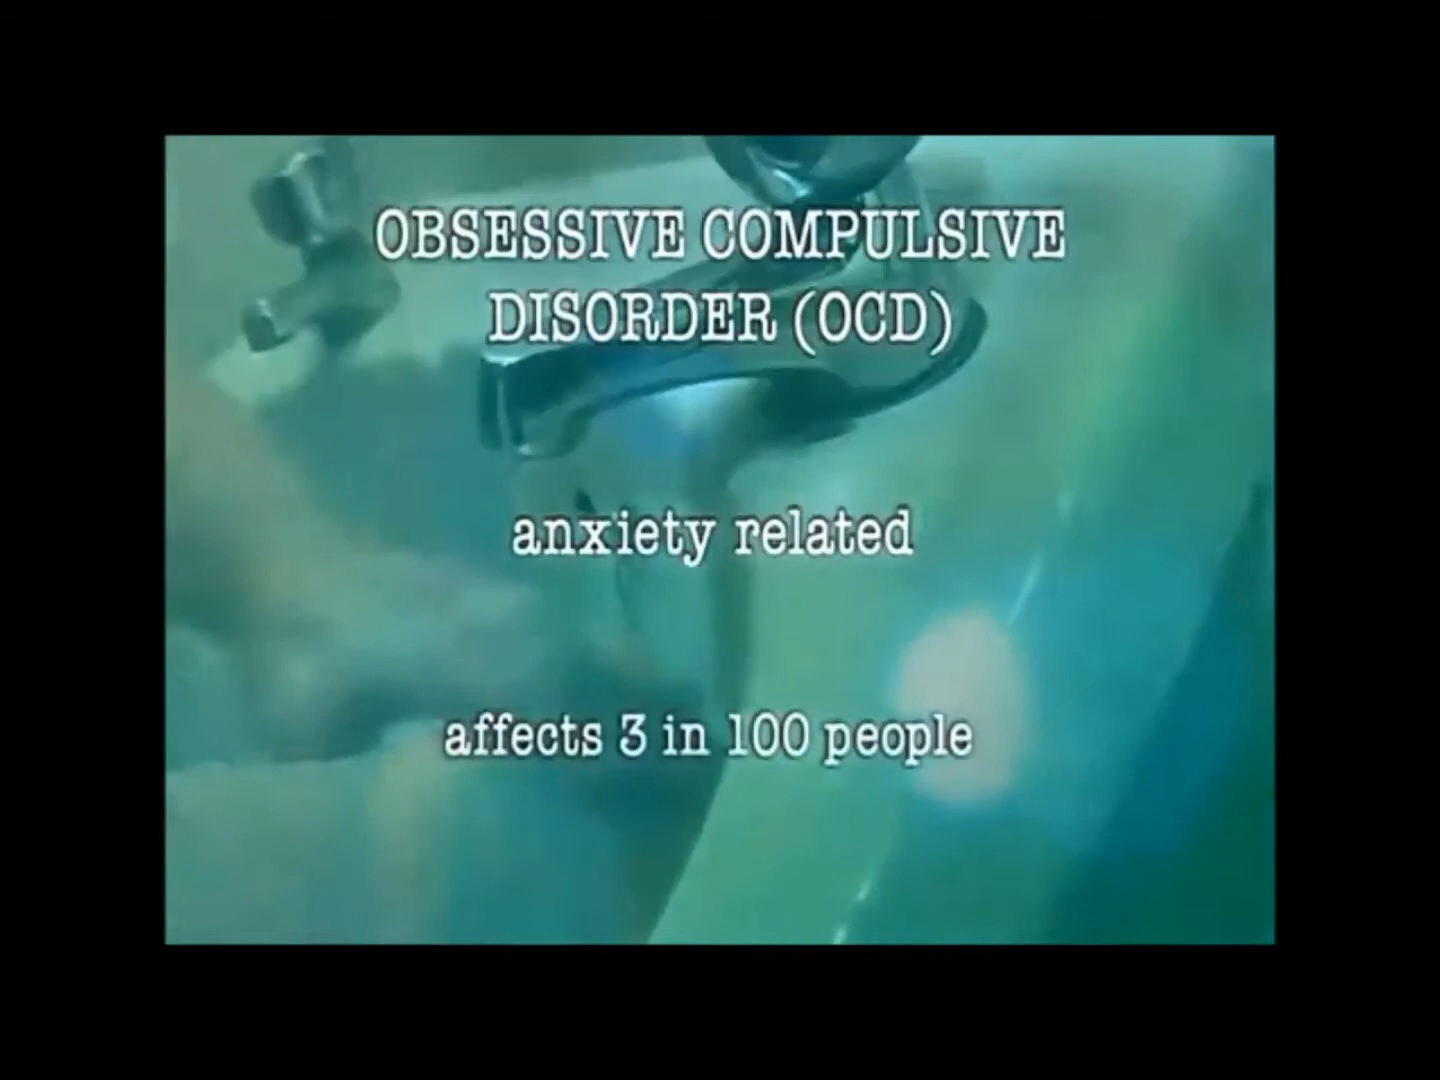 OBSESSIVE COMPULSIVE
DISORDER (OCD)
anxiety related
affects 3 in 100 people